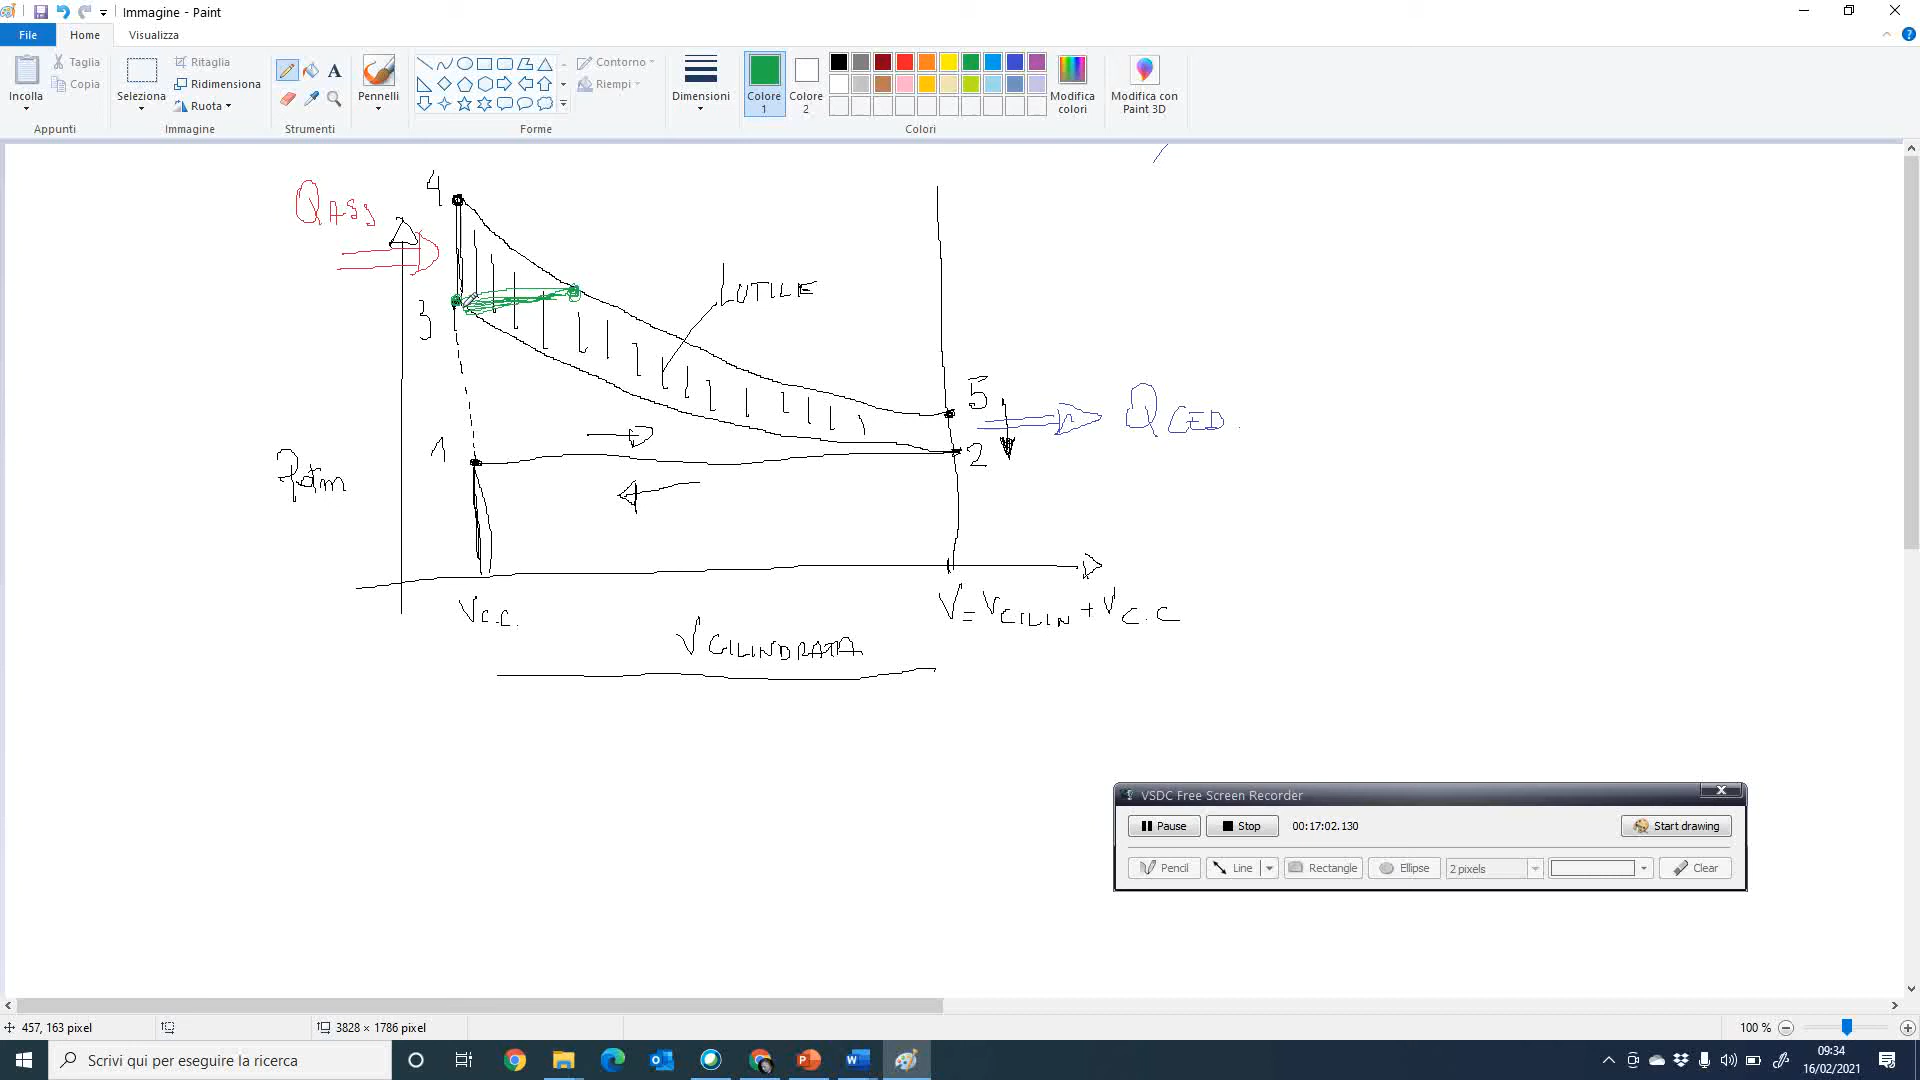 Immagine - Paint
File Home Visualizza
Incolla
Taglia
Copia
Appunti
Seleziona
Ritaglia
Ridimensiona
Ruota
Immagine
Strumenti
Pennelli
Contorno
Riempi
Forme
Dimensioni
Colore 1
Colore 2
Modifica colori
Modifica con Paint 3D
Colori
4
QASS
3
LUTILE
5
QCED.
1
2
Patm
VC.C.
V=VCILIN+VC.C
VCILINDRATA
VSDC Free Screen Recorder
Pause Stop 00:17:02.130 Start drawing
Pencil Line Rectangle Ellipse 2 pixels Clear
457, 163 pixel 3828 × 1786 pixel 100 %
Scrivi qui per eseguire la ricerca
09:34
16/02/2021